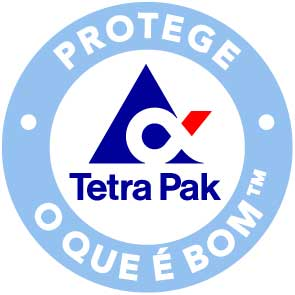 PROTEGE
Tetra Pak
O QUE É BOM™